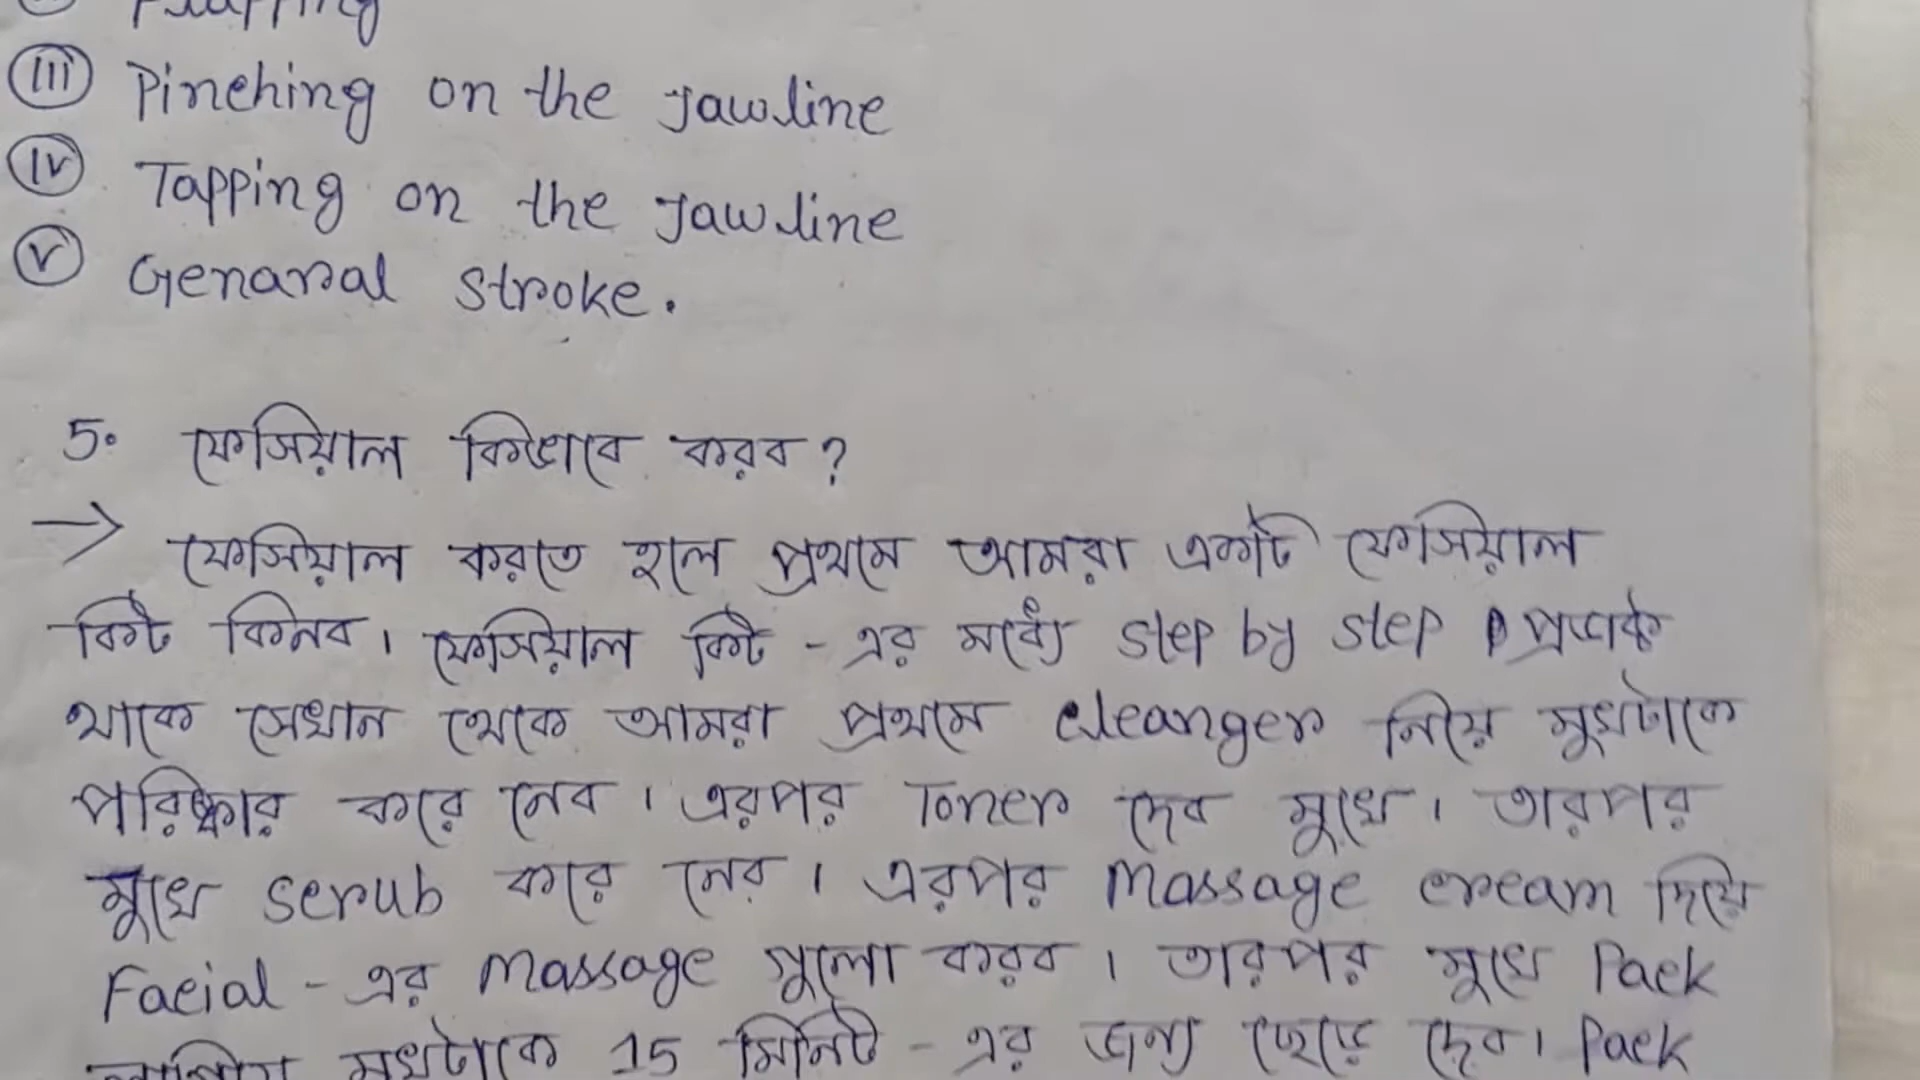 Flapping
(iii) Pinching on the Jawline
(iv) Tapping on the Jawline
(v) Genaral stroke.
5. ফেসিয়াল কিভাবে করব?
→ ফেসিয়াল করতে হলে প্রথমে আমরা একটি ফেসিয়াল
কিট কিনব। ফেসিয়াল কিট - এর মধ্যে step by step
থাকে সেখান থেকে আমরা প্রথমে cleanger নিয়ে মুখটাকে
পরিষ্কার করে নেব। এরপর Toner দেব মুখে। তারপর
মুখে scrub করে নেব। এরপর massage cream দিয়ে
Facial - এর massage গুলো করব। তারপর মুখে Pack
লাগিয়ে মুখটাকে 15 মিনিট - এর জন্য ছেড়ে দেব। Pack